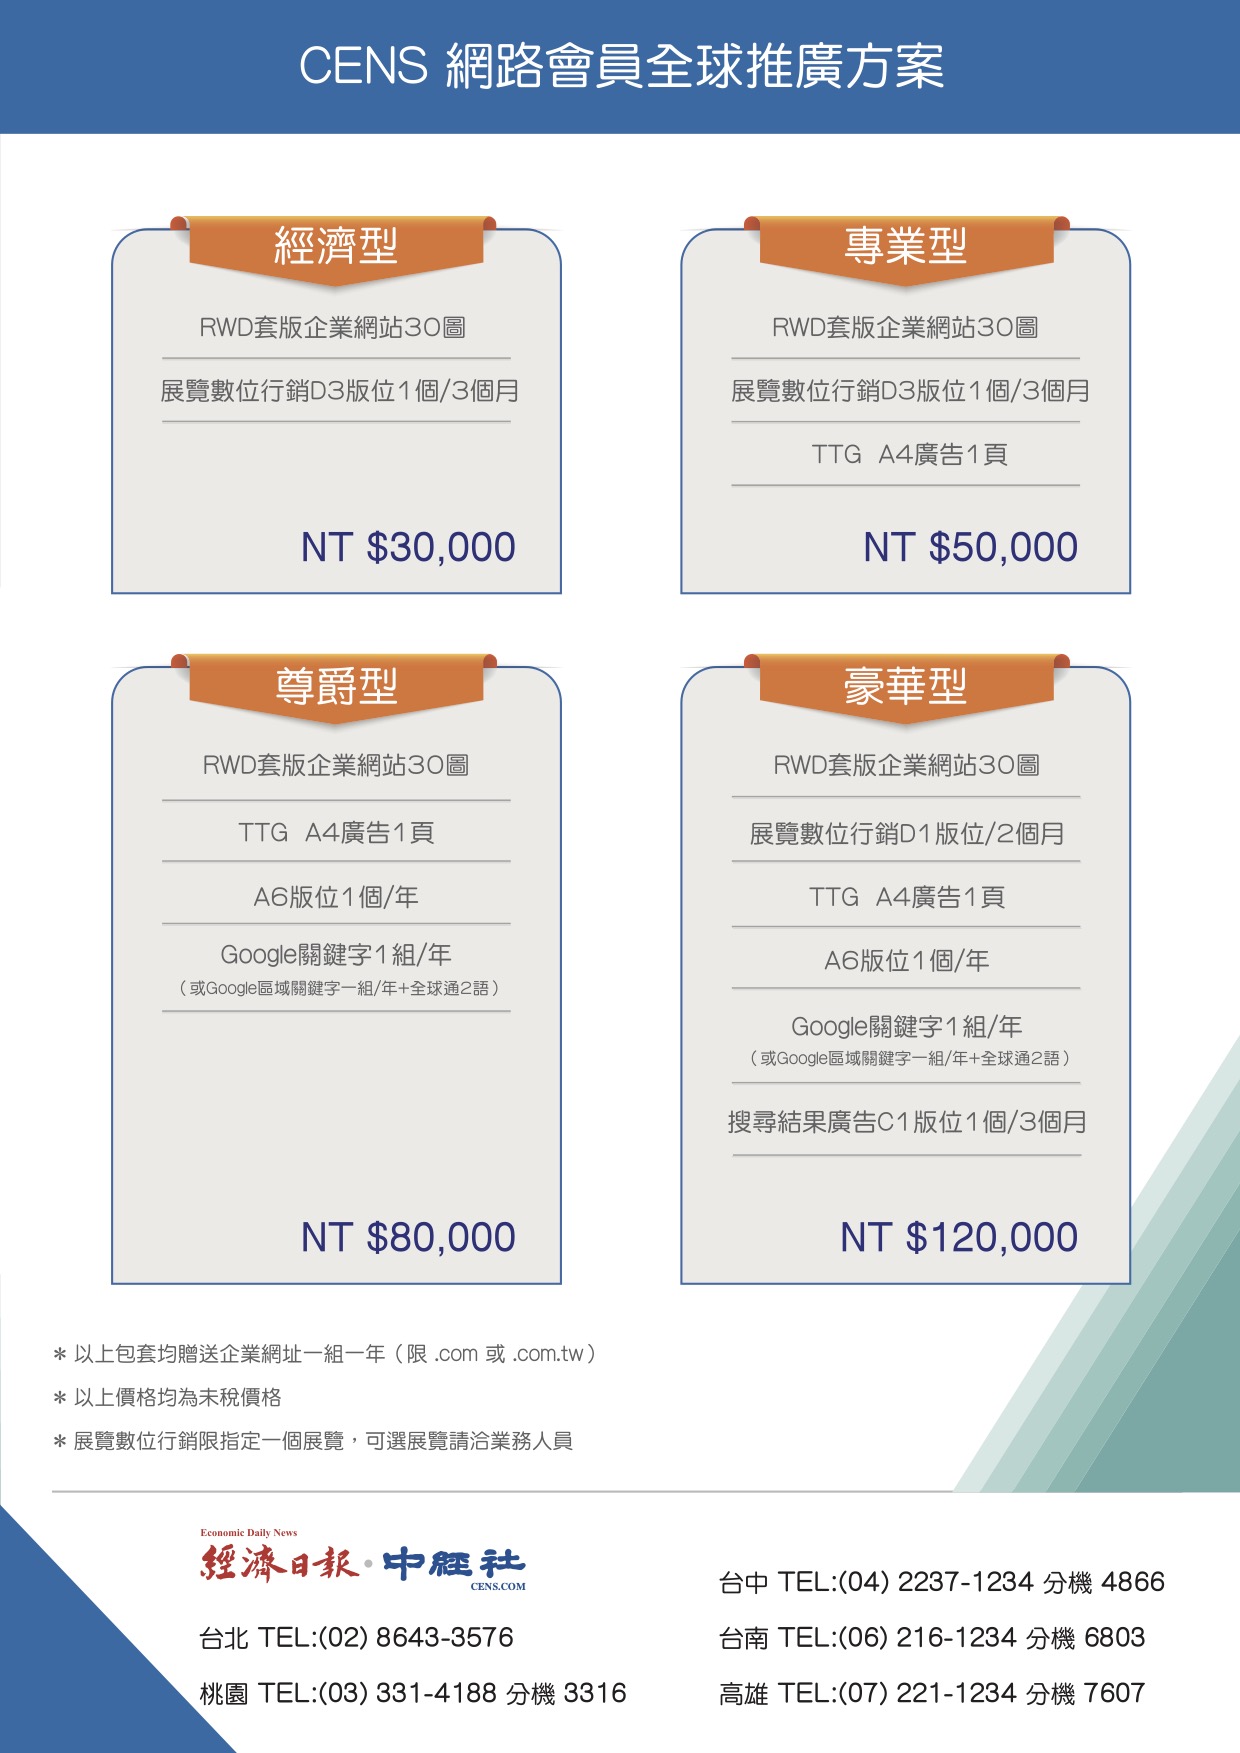 CENS 網路會員全球推廣方案
經濟型
RWD套版企業網站30圖
展覽數位行銷D3版位1個/3個月
NT $30,000
專業型
RWD套版企業網站30圖
展覽數位行銷D3版位1個/3個月
TTG A4廣告1頁
NT $50,000
尊爵型
RWD套版企業網站30圖
TTG A4廣告1頁
A6版位1個/年
Google關鍵字1組/年
（或Google區域關鍵字一組/年+全球通2語）
NT $80,000
豪華型
RWD套版企業網站30圖
展覽數位行銷D1版位/2個月
TTG A4廣告1頁
A6版位1個/年
Google關鍵字1組/年
（或Google區域關鍵字一組/年+全球通2語）
搜尋結果廣告C1版位1個/3個月
NT $120,000
* 以上包套均贈送企業網址一組一年（限 .com 或 .com.tw）
* 以上價格均為未稅價格
* 展覽數位行銷限指定一個展覽，可選展覽請洽業務人員
Economic Daily News
經濟日報·中經社
CENS.COM
台北 TEL:(02) 8643-3576
桃園 TEL:(03) 331-4188 分機 3316
台中 TEL:(04) 2237-1234 分機 4866
台南 TEL:(06) 216-1234 分機 6803
高雄 TEL:(07) 221-1234 分機 7607